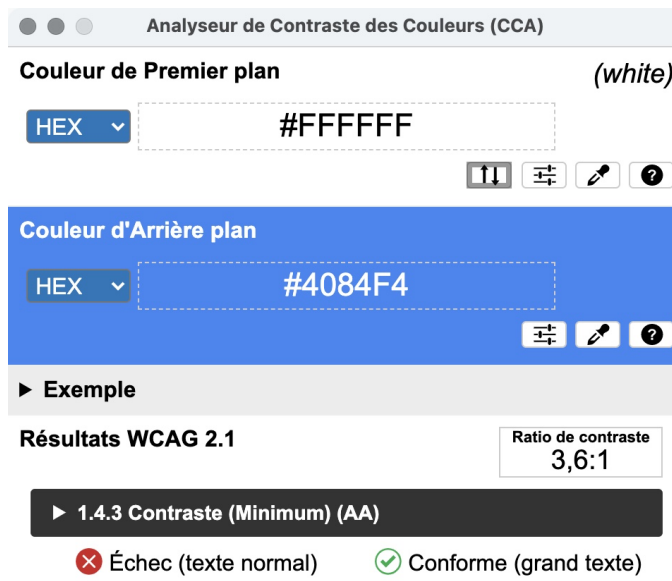 Analyseur de Contraste des Couleurs (CCA)
Couleur de Premier plan
(white)
HEX
#FFFFFF
Couleur d'Arrière plan
HEX
#4084F4
Exemple
Résultats WCAG 2.1
Ratio de contraste
3,6:1
1.4.3 Contraste (Minimum) (AA)
Échec (texte normal)
Conforme (grand texte)